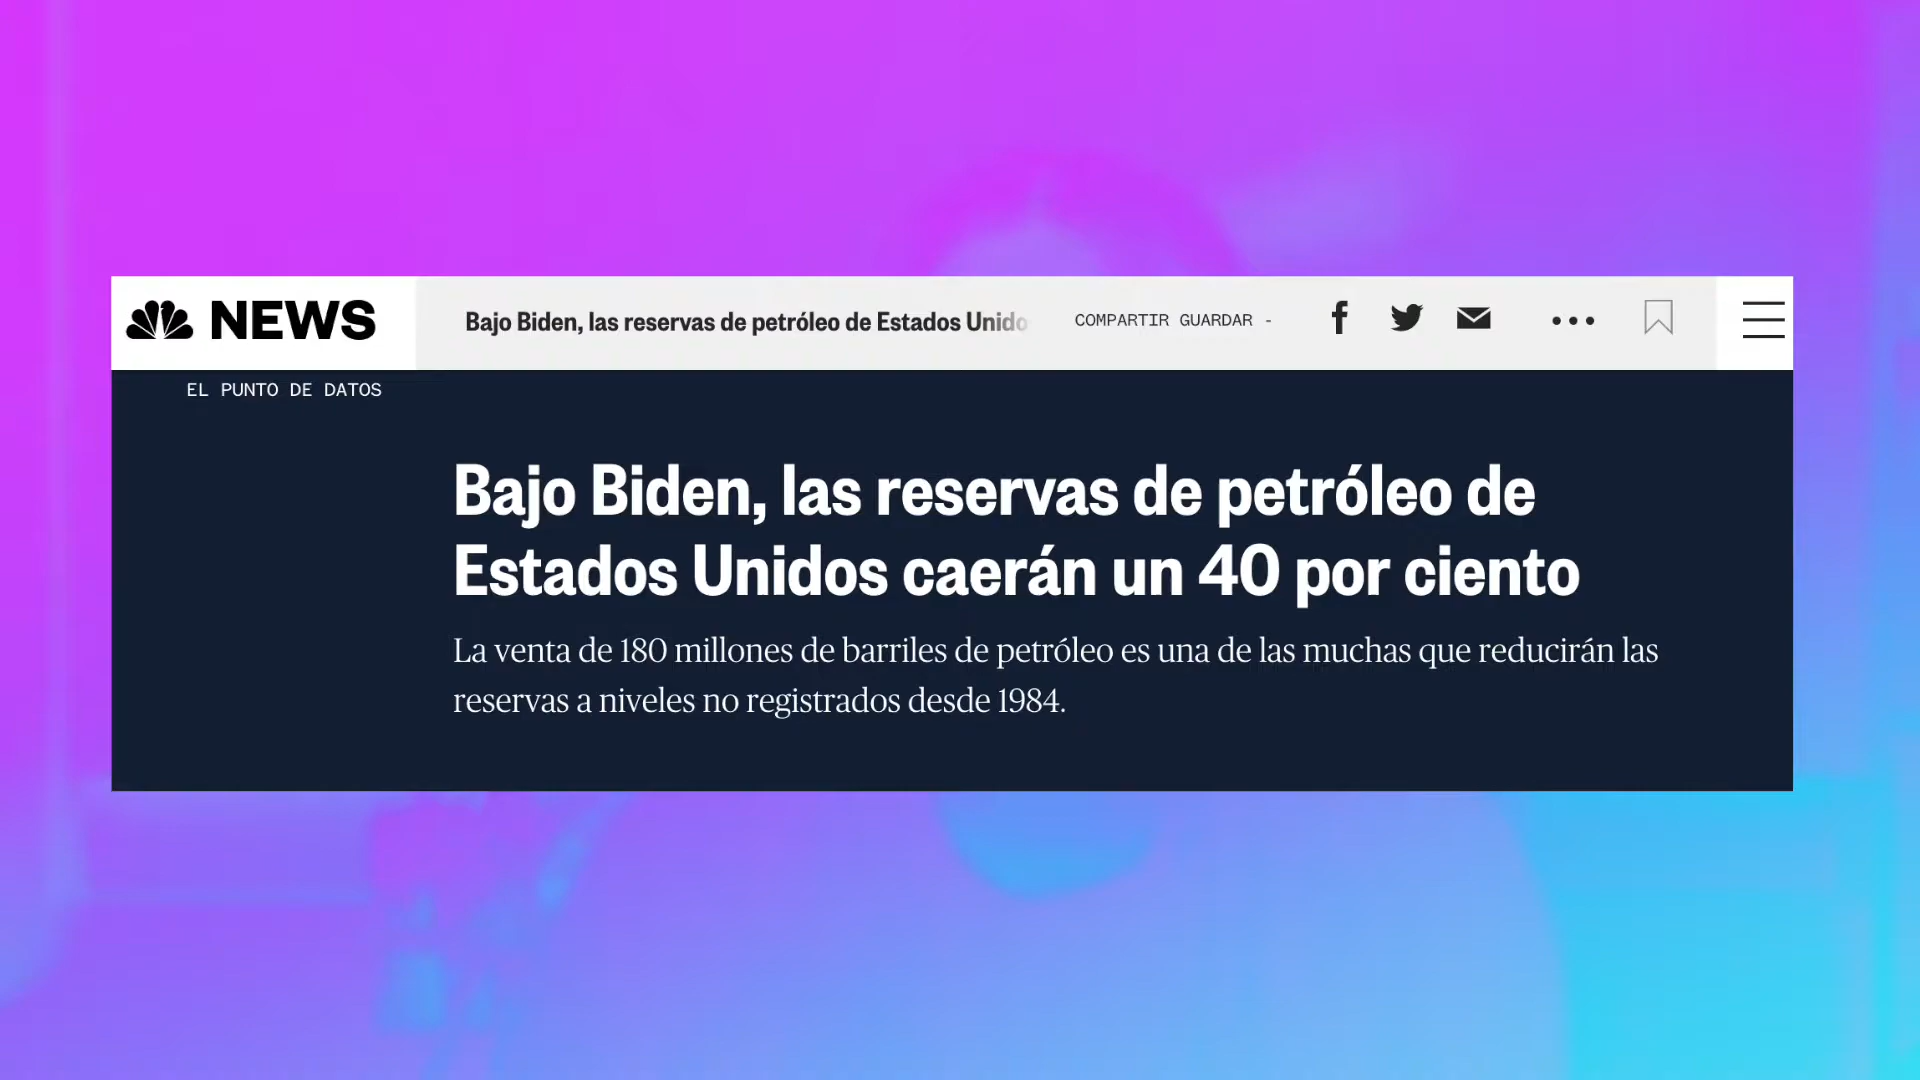 NEWS
Bajo Biden, las reservas de petróleo de Estados Unido
COMPARTIR GUARDAR -
EL PUNTO DE DATOS
Bajo Biden, las reservas de petróleo de
Estados Unidos caerán un 40 por ciento
La venta de 180 millones de barriles de petróleo es una de las muchas que reducirán las
reservas a niveles no registrados desde 1984.